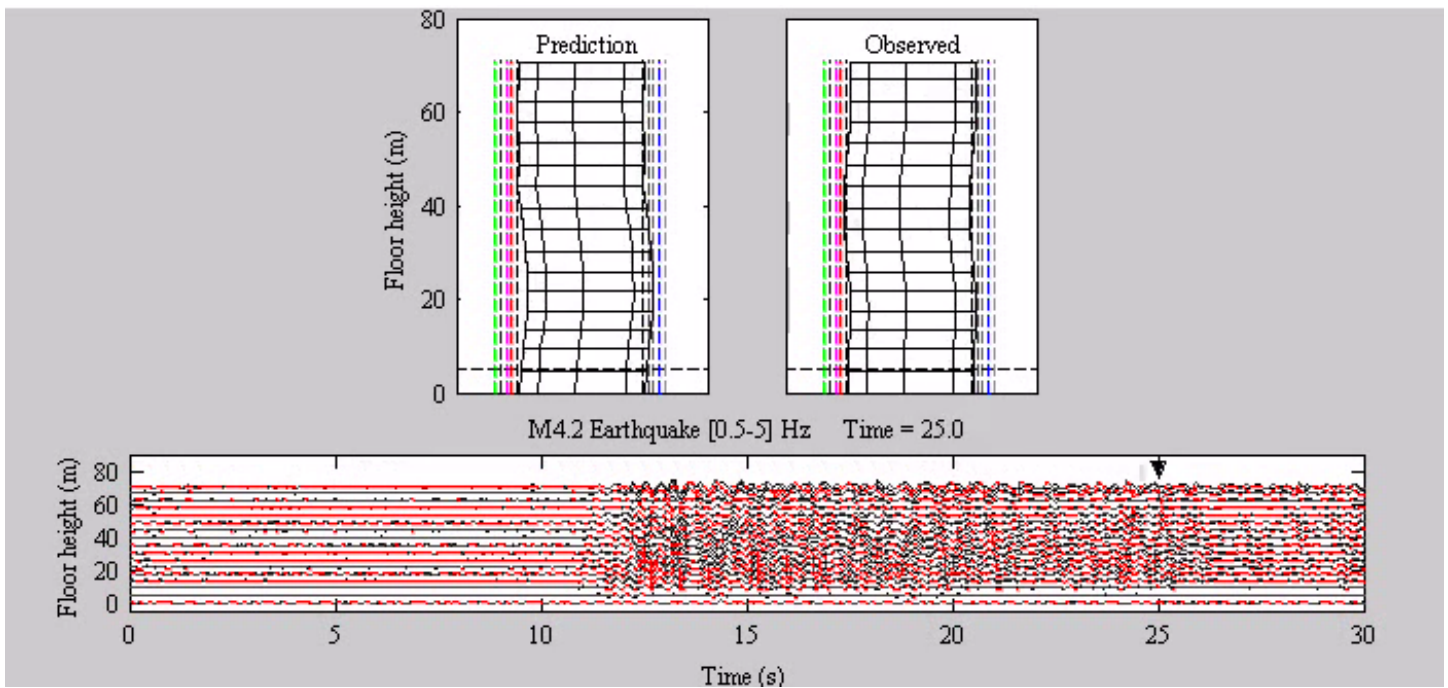 80
Prediction
Observed
60
Floor height (m)
40
20
0
M4.2 Earthquake [0.5-5] Hz Time = 25.0
80
60
Floor height (m)
40
20
0
0 5 10 15 20 25 30
Time (s)